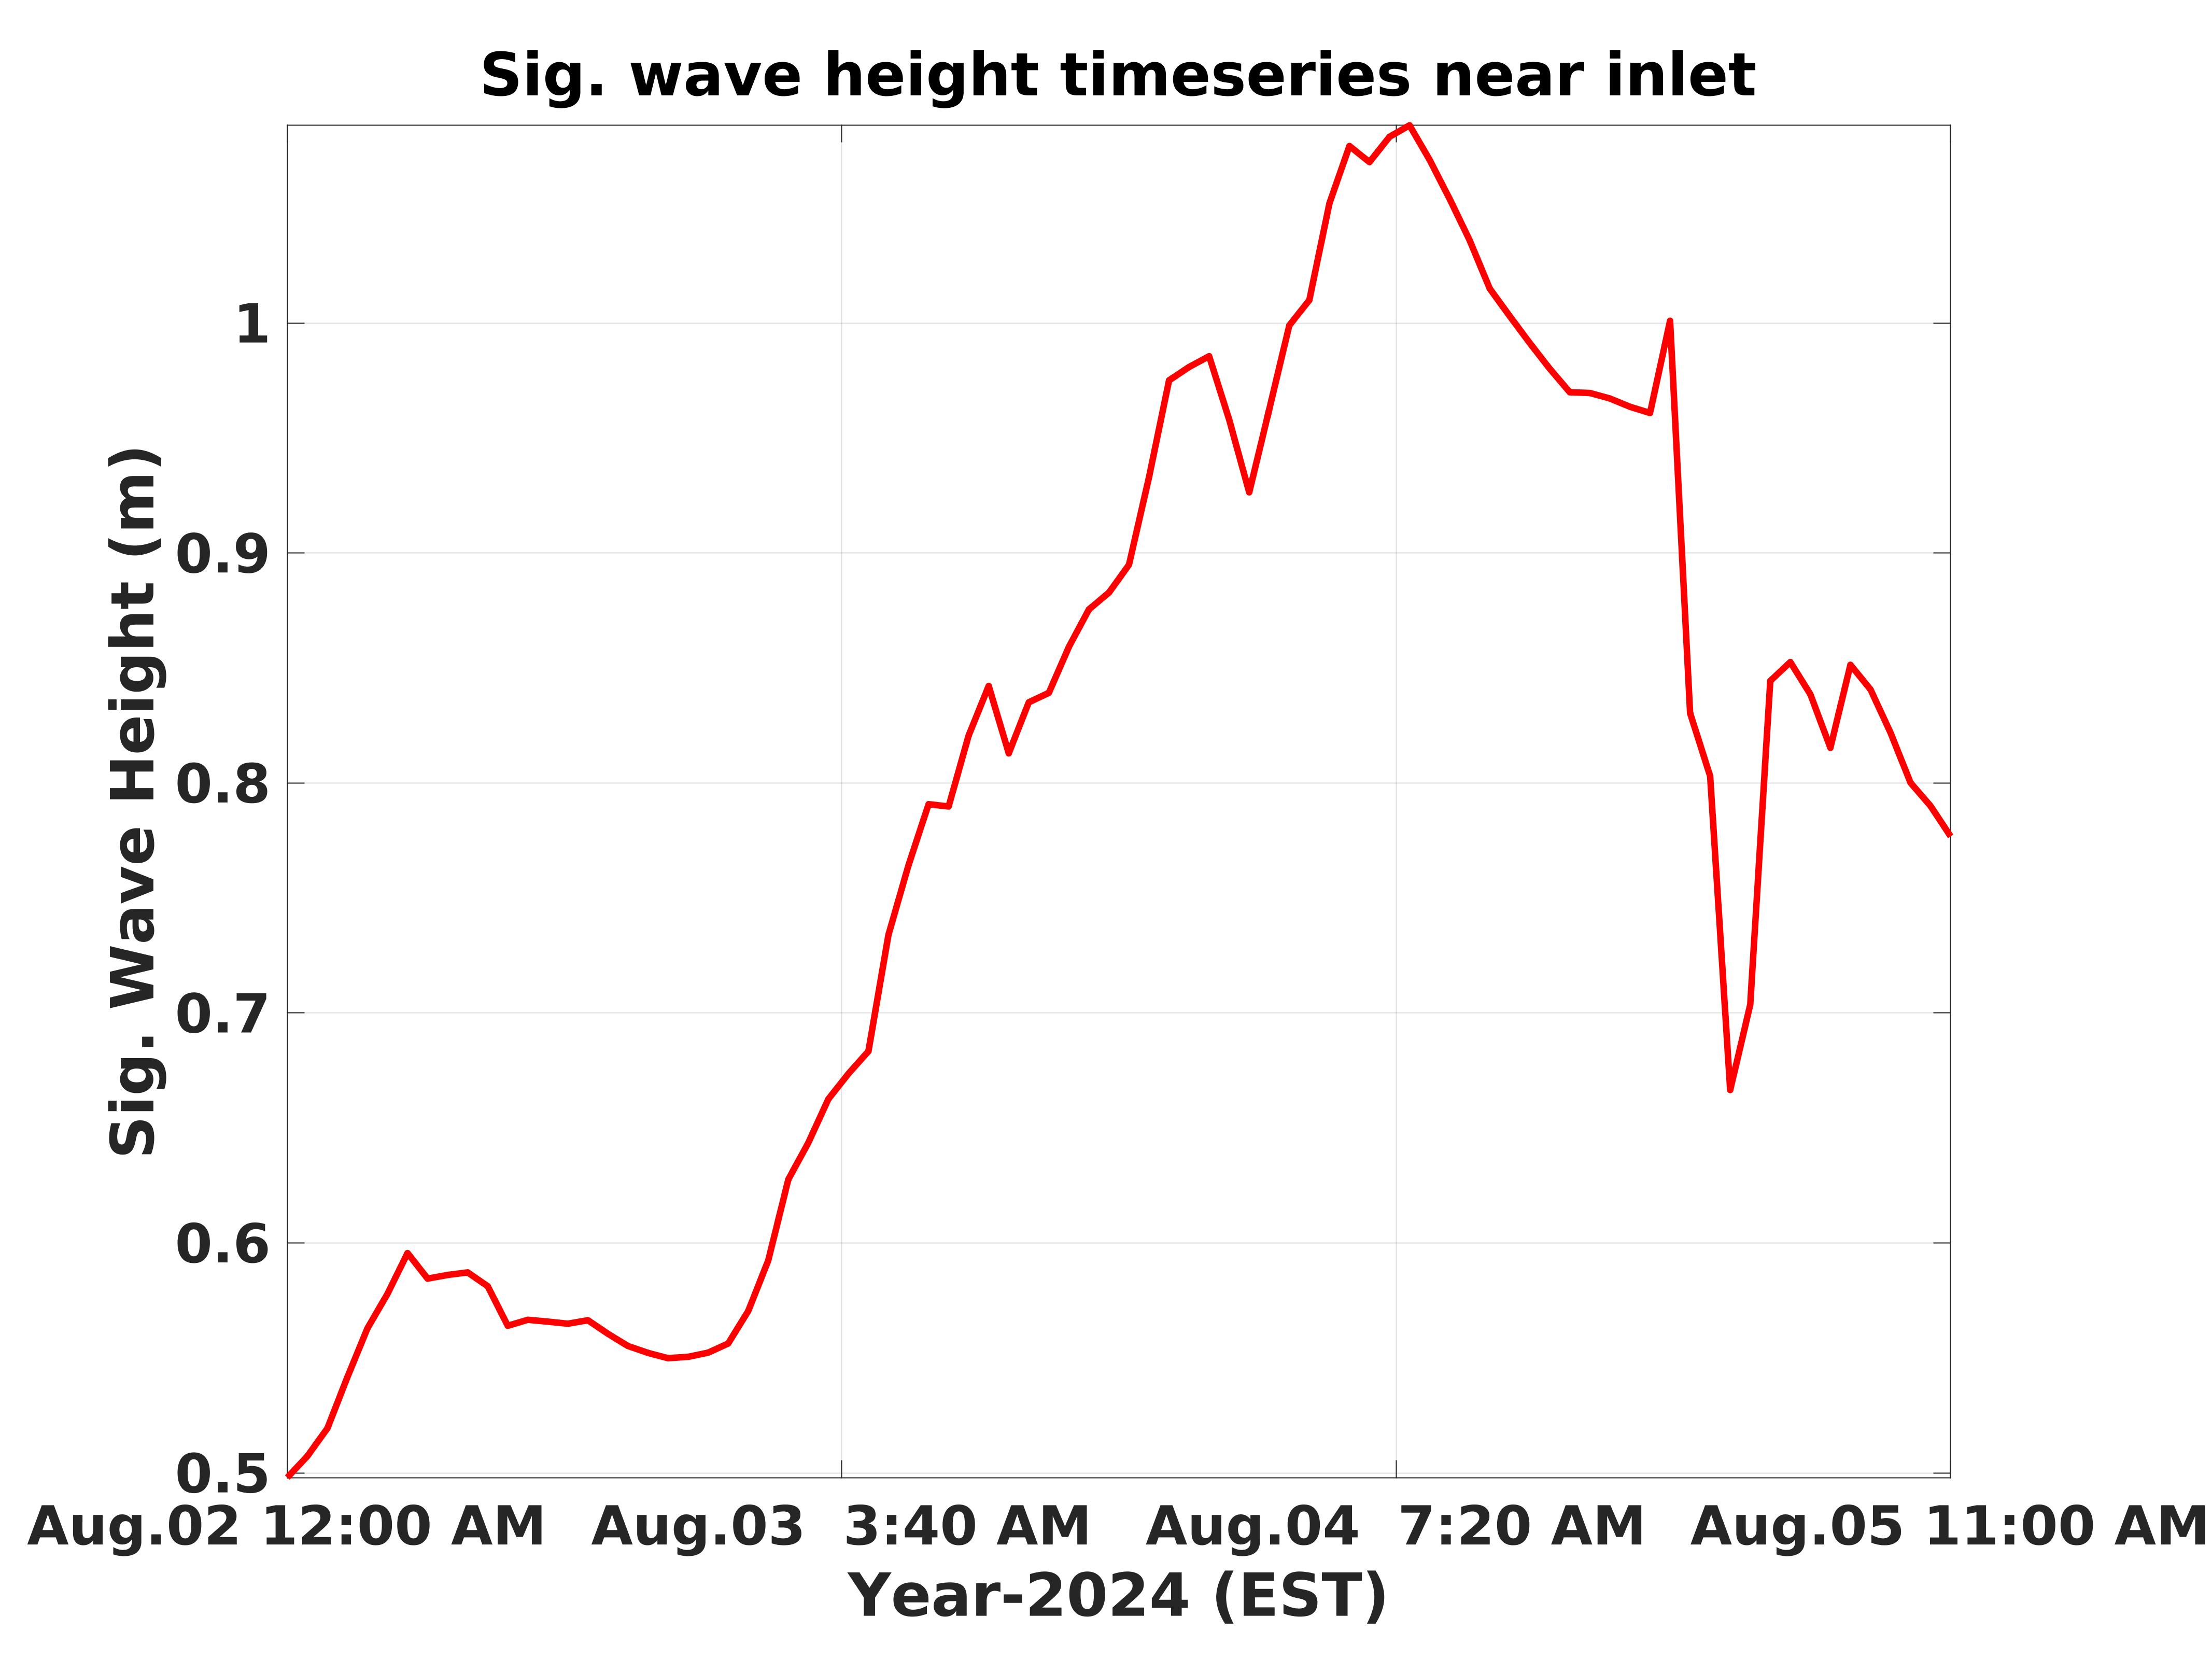 Sig. wave height timeseries near inlet
Sig. Wave Height (m)
1
0.9
0.8
0.7
0.6
0.5
Aug.02 12:00 AM Aug.03 3:40 AM Aug.04 7:20 AM Aug.05 11:00 AM
Year-2024 (EST)